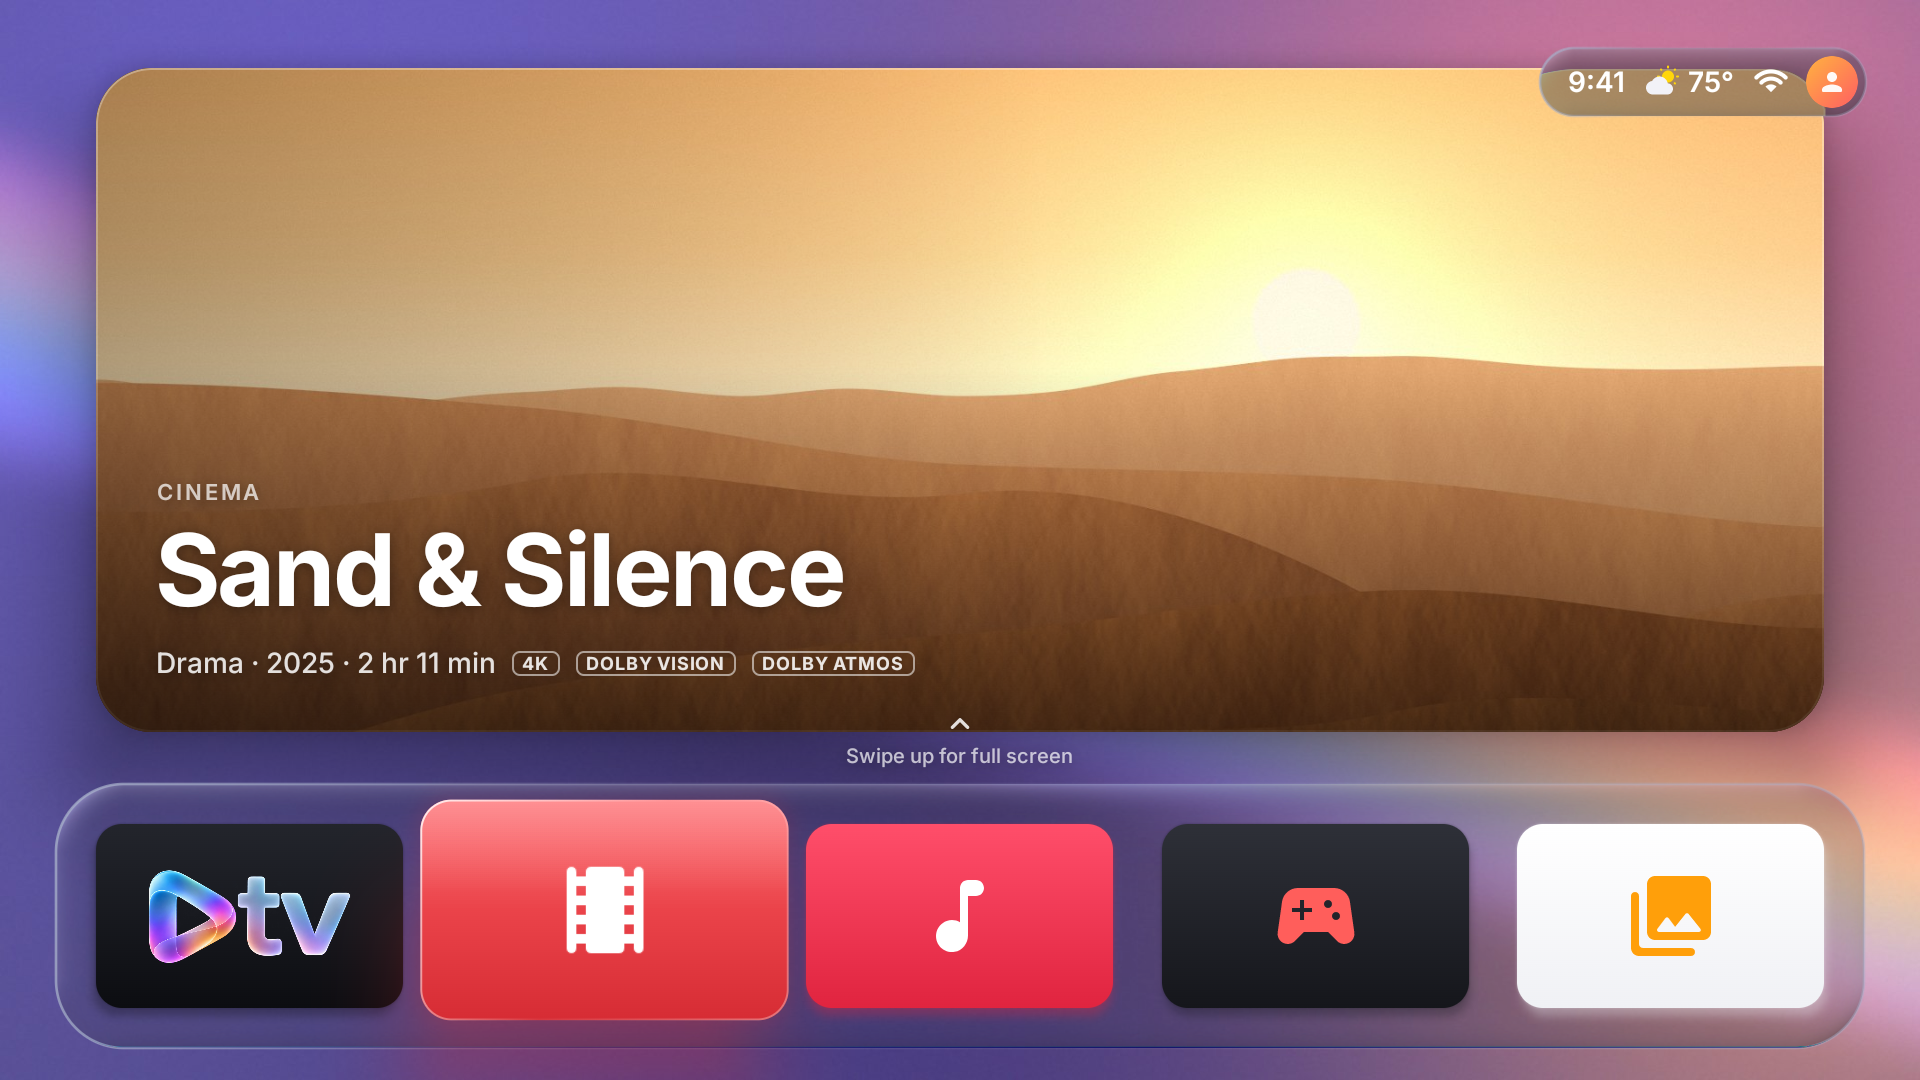 9:41 75°
CINEMA
Sand & Silence
Drama · 2025 · 2 hr 11 min 4K DOLBY VISION DOLBY ATMOS
Swipe up for full screen
tv